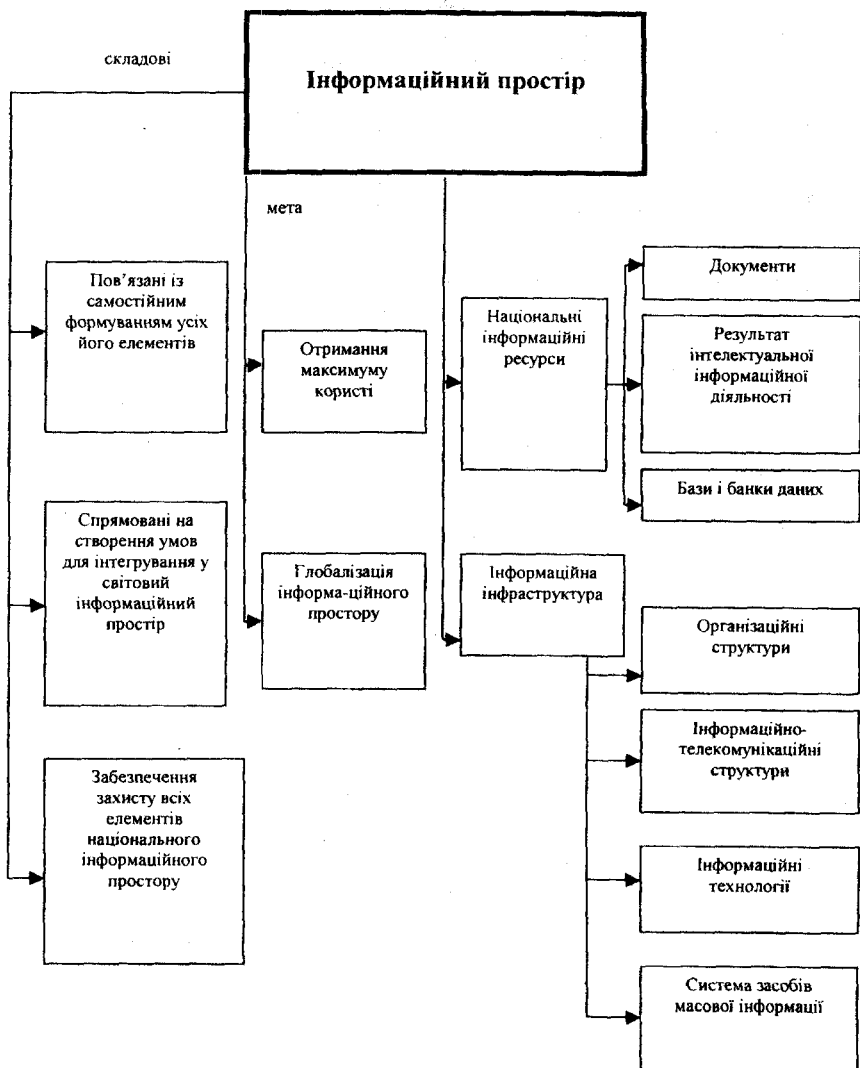 складові
Інформаційний простір
мета
Пов’язані із
самостійним
формуванням усіх
його елементів
Отримання
максимуму
користі
Національні
інформаційні
ресурси
Документи
Результат
інтелектуальної
інформаційної
діяльності
Бази і банки даних
Спрямовані на
створення умов
для інтегрування у
світовий
інформаційний
простір
Глобалізація
інформа-ційного
простору
Інформаційна
інфраструктура
Організаційні
структури
Інформаційно-
телекомунікаційні
структури
Забезпечення
захисту всіх
елементів
національного
інформаційного
простору
Інформаційні
технології
Система засобів
масової інформації